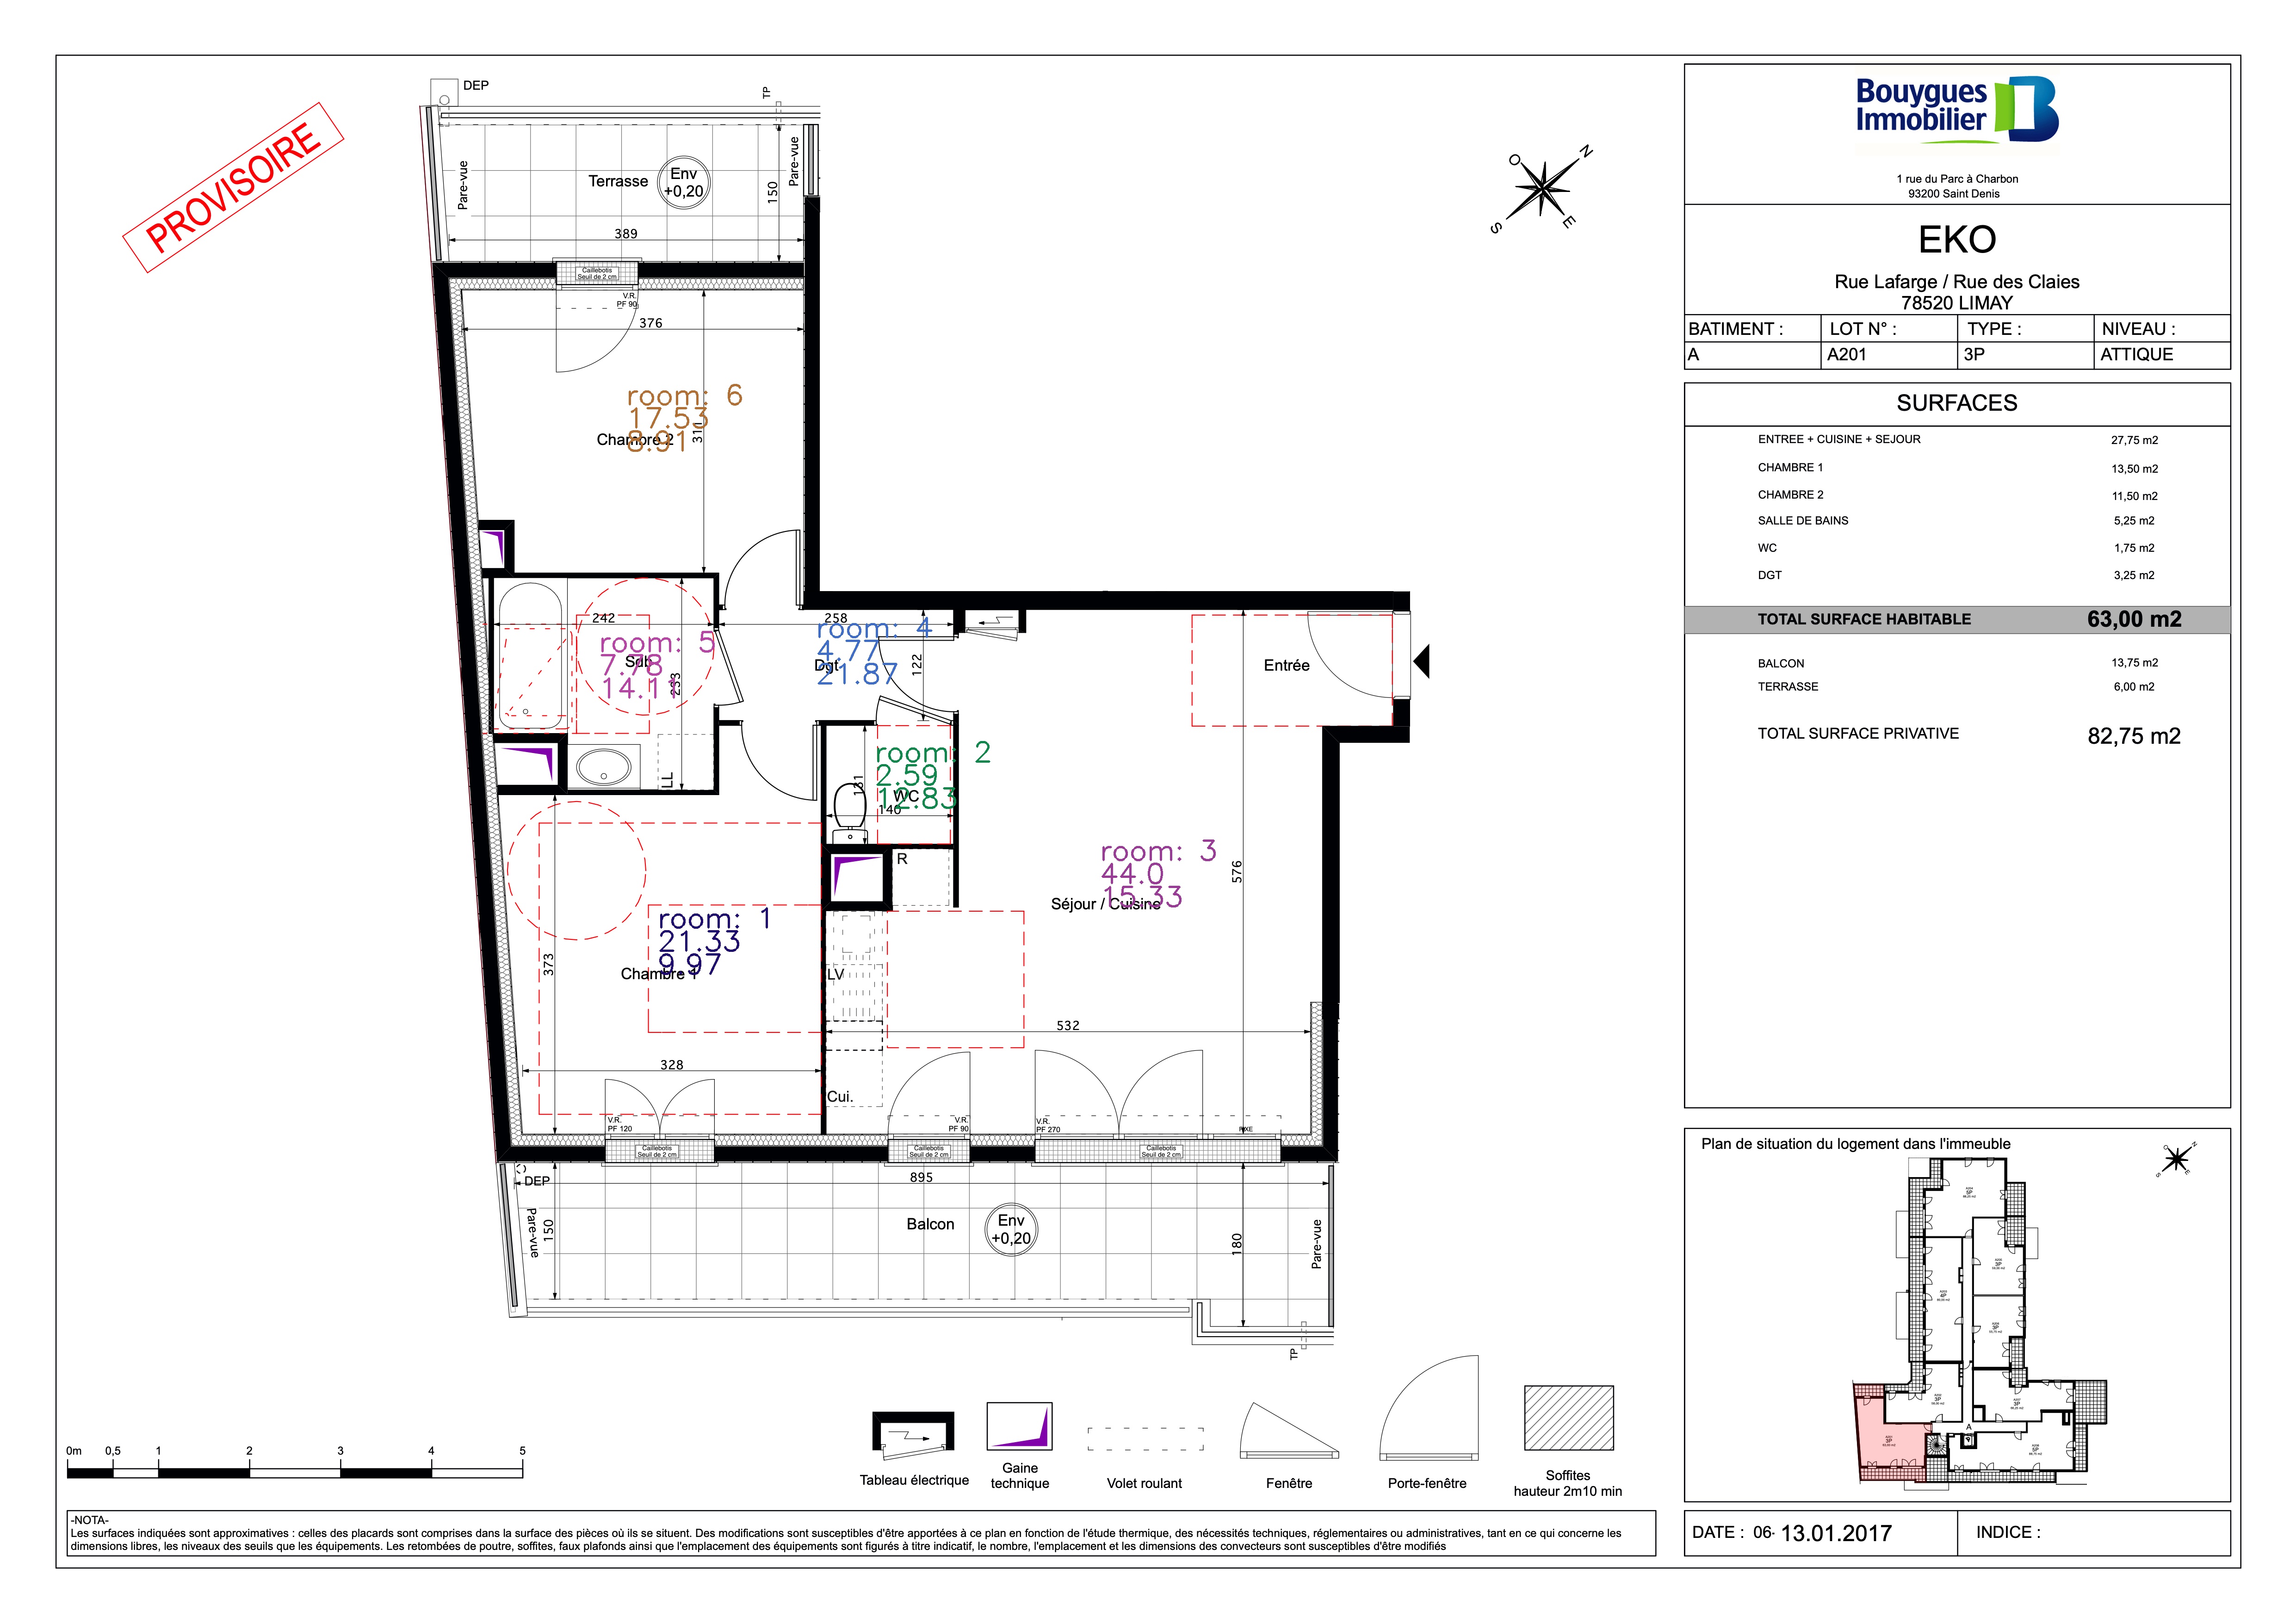 PROVISOIRE
DEP
TP
Pare-vue
Terrasse
Env
+0,20
150
Pare-vue
389
Caillebotis
Seuil de 2 cm
V.R.
PF 90
376
room: 6
17.53
8.91
Chambre 2
311
242
258
room: 5
7.78
14.11
Sdb
233
LL
room: 4
4.77
21.87
Dgt
122
Entrée
room: 2
2.59
12.83
WC
131
140
R
room: 3
44.0
15.33
Séjour / Cuisine
576
room: 1
21.33
9.97
Chambre 1
373
LV
532
328
Cui.
V.R.
PF 120
V.R.
PF 90
V.R.
PF 270
FIXE
Caillebotis
Seuil de 2 cm
Caillebotis
Seuil de 2 cm
Caillebotis
Seuil de 2 cm
DEP
895
Pare-vue
150
Balcon
Env
+0,20
180
Pare-vue
TP
N
O
S
E
0m 0,5 1 2 3 4 5
Tableau électrique
Gaine
technique
Volet roulant
Fenêtre
Porte-fenêtre
Soffites
hauteur 2m10 min
-NOTA-
Les surfaces indiquées sont approximatives : celles des placards sont comprises dans la surface des pièces où ils se situent. Des modifications sont susceptibles d'être apportées à ce plan en fonction de l'étude thermique, des nécessités techniques, réglementaires ou administratives, tant en ce qui concerne les
dimensions libres, les niveaux des seuils que les équipements. Les retombées de poutre, soffites, faux plafonds ainsi que l'emplacement des équipements sont figurés à titre indicatif, le nombre, l'emplacement et les dimensions des convecteurs sont susceptibles d'être modifiés
Bouygues
Immobilier
1 rue du Parc à Charbon
93200 Saint Denis
EKO
Rue Lafarge / Rue des Claies
78520 LIMAY
BATIMENT : LOT N° : TYPE : NIVEAU :
A A201 3P ATTIQUE
SURFACES
ENTREE + CUISINE + SEJOUR 27,75 m2
CHAMBRE 1 13,50 m2
CHAMBRE 2 11,50 m2
SALLE DE BAINS 5,25 m2
WC 1,75 m2
DGT 3,25 m2
TOTAL SURFACE HABITABLE 63,00 m2
BALCON 13,75 m2
TERRASSE 6,00 m2
TOTAL SURFACE PRIVATIVE 82,75 m2
Plan de situation du logement dans l'immeuble
N
O
S
E
5P
3P
4P
3P
3P
3P
3P
5P
A
DATE : 06- 13.01.2017 INDICE :